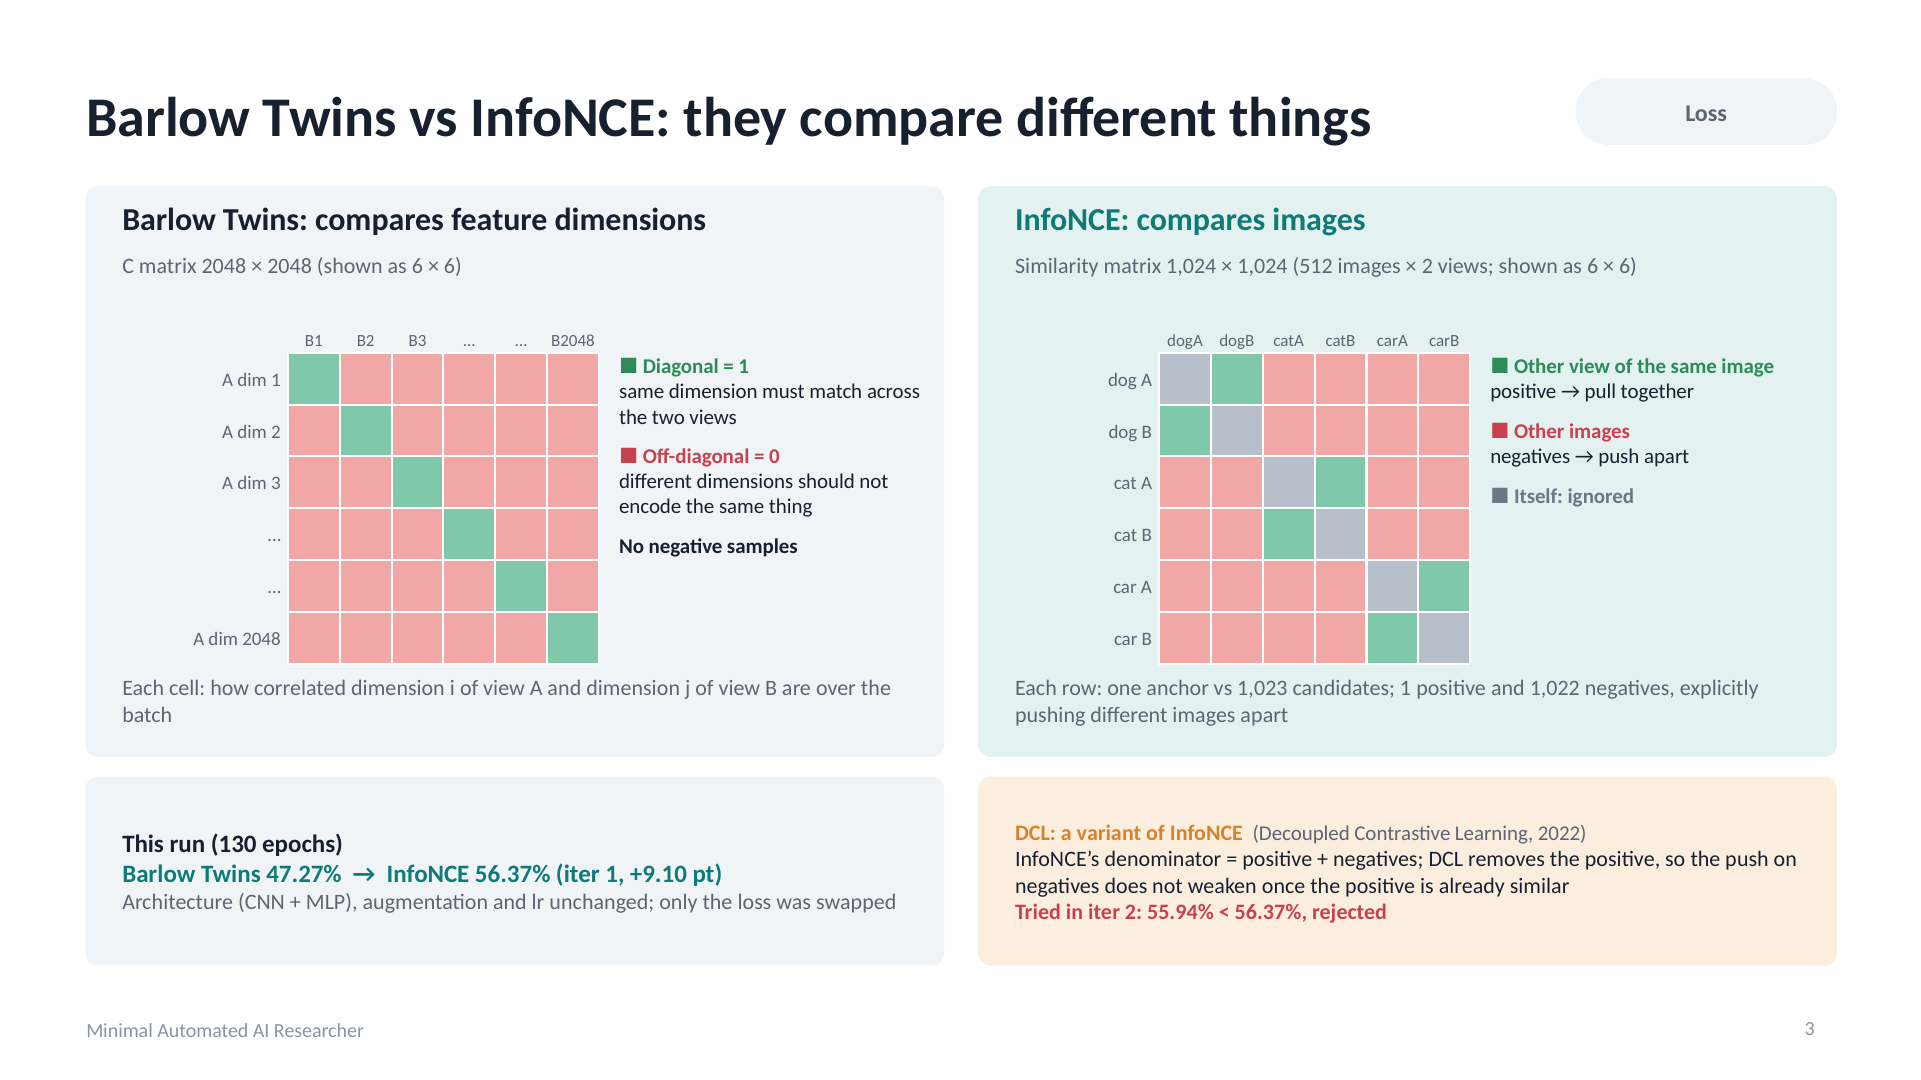 Barlow Twins vs InfoNCE: they compare different things
Loss
Barlow Twins: compares feature dimensions
C matrix 2048 × 2048 (shown as 6 × 6)
B1 B2 B3 ... ... B2048
A dim 1
A dim 2
A dim 3
...
...
A dim 2048
■ Diagonal = 1
same dimension must match across
the two views
■ Off-diagonal = 0
different dimensions should not
encode the same thing
No negative samples
Each cell: how correlated dimension i of view A and dimension j of view B are over the
batch
InfoNCE: compares images
Similarity matrix 1,024 × 1,024 (512 images × 2 views; shown as 6 × 6)
dogA dogB catA catB carA carB
dog A
dog B
cat A
cat B
car A
car B
■ Other view of the same image
positive → pull together
■ Other images
negatives → push apart
■ Itself: ignored
Each row: one anchor vs 1,023 candidates; 1 positive and 1,022 negatives, explicitly
pushing different images apart
This run (130 epochs)
Barlow Twins 47.27% → InfoNCE 56.37% (iter 1, +9.10 pt)
Architecture (CNN + MLP), augmentation and lr unchanged; only the loss was swapped
DCL: a variant of InfoNCE (Decoupled Contrastive Learning, 2022)
InfoNCE’s denominator = positive + negatives; DCL removes the positive, so the push on
negatives does not weaken once the positive is already similar
Tried in iter 2: 55.94% < 56.37%, rejected
Minimal Automated AI Researcher
3